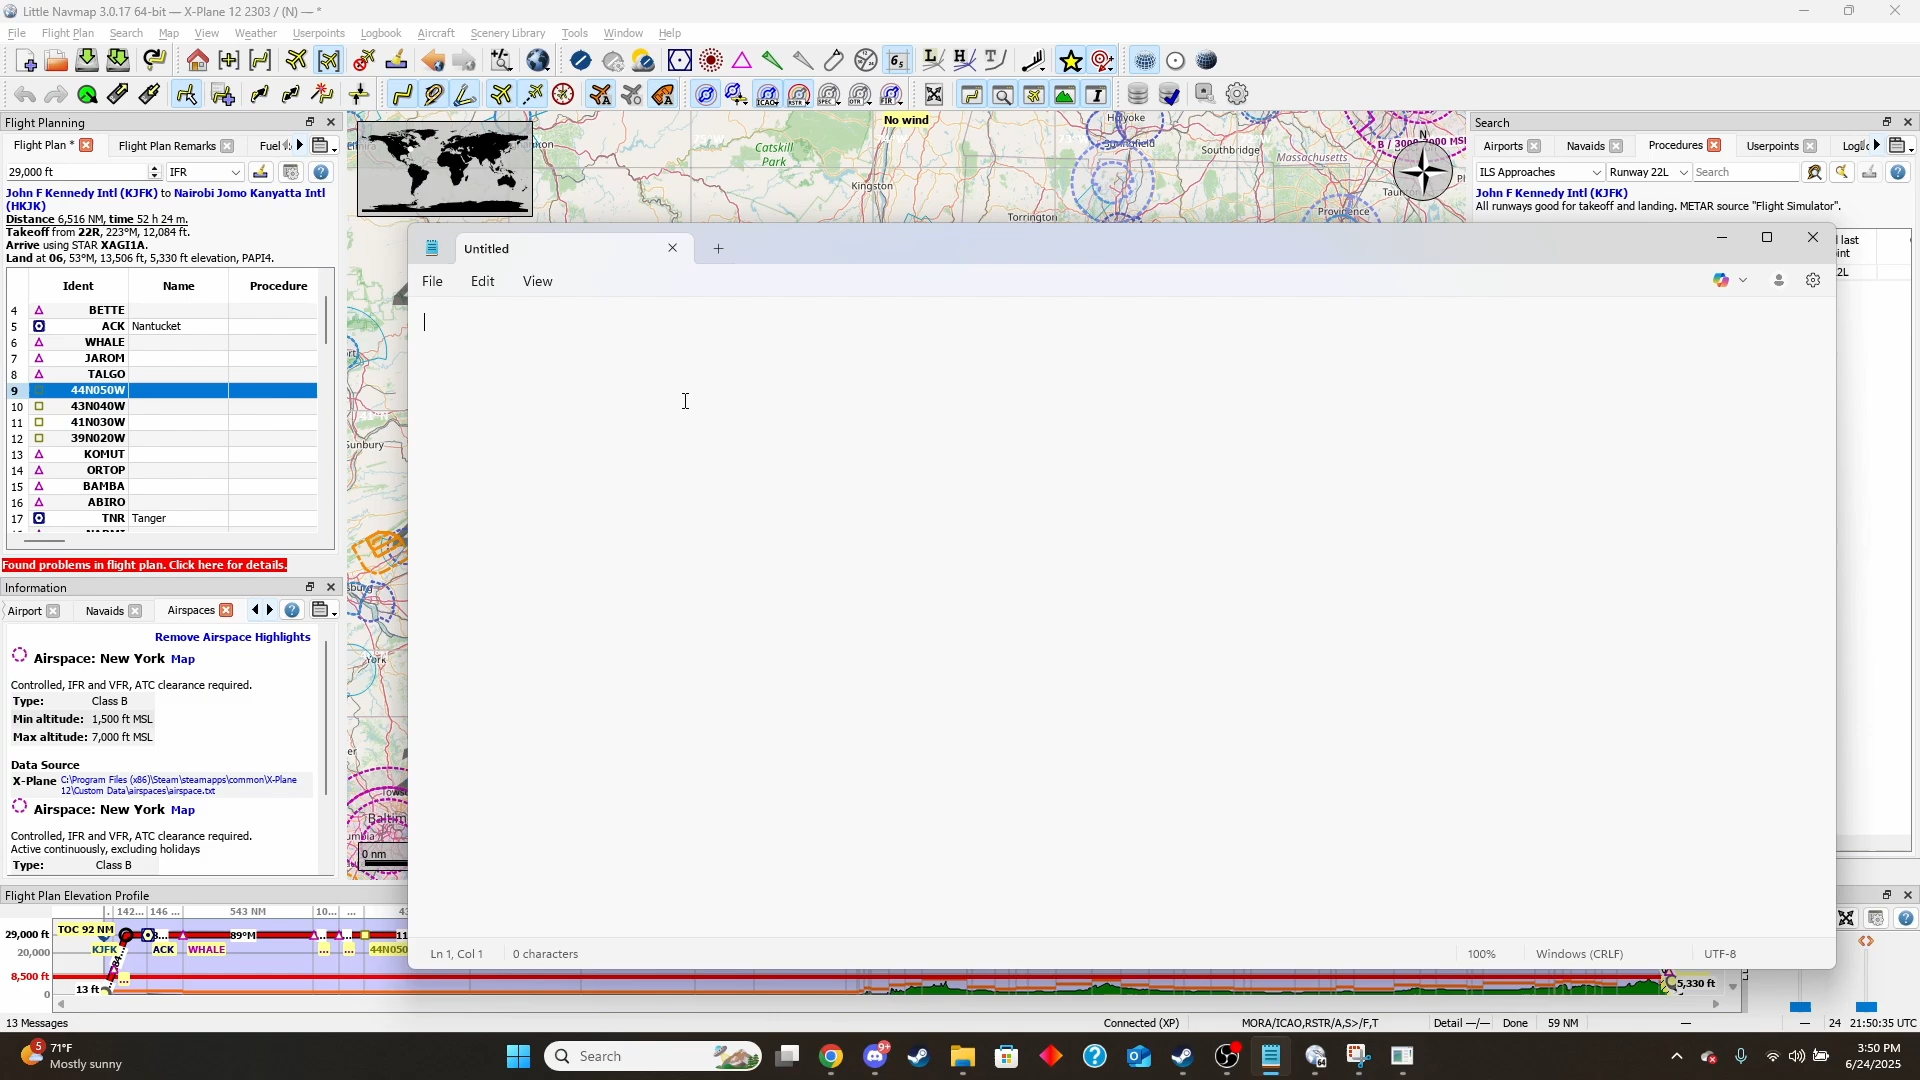 Little Navmap 3.0.17 64-bit — X-Plane 12 2303 / (N) — *
File Flight Plan Search Map View Weather Userpoints Logbook Aircraft Scenery Library Tools Window Help
Flight Planning
Flight Plan * Flight Plan Remarks Fuel
29,000 ft IFR
John F Kennedy Intl (KJFK) to Nairobi Jomo Kanyatta Intl
(HKJK)
Distance 6,516 NM, time 52 h 24 m.
Takeoff from 22R, 223°M, 12,084 ft.
Arrive using STAR XAGI1A.
Land at 06, 53°M, 13,506 ft, 5,330 ft elevation, PAPI4.
Ident Name Procedure
4 BETTE
5 ACK Nantucket
6 WHALE
7 JAROM
8 TALGO
9 44N050W
10 43N040W
11 41N030W
12 39N020W
13 KOMUT
14 ORTOP
15 BAMBA
16 ABIRO
17 TNR Tanger
Found problems in flight plan. Click here for details.
Information
Airport Navaids Airspaces
Remove Airspace Highlights
Airspace: New York Map
Controlled, IFR and VFR, ATC clearance required.
Type: Class B
Min altitude: 1,500 ft MSL
Max altitude: 7,000 ft MSL
Data Source
X-Plane C:\Program Files (x86)\Steam\steamapps\common\X-Plane
12\Custom Data\airspaces\airspace.txt
Airspace: New York Map
Controlled, IFR and VFR, ATC clearance required.
Active continuously, excluding holidays
Type: Class B
No wind
Catskill
Park
Kingston
Torrington
Holyoke
Springfield
Southbridge
Massachusetts
Providence
N
Sunbury
York
0 nm
Search
Airports Navaids Procedures Userpoints
ILS Approaches Runway 22L Search
John F Kennedy Intl (KJFK)
All runways good for takeoff and landing. METAR source "Flight Simulator".
Untitled
File Edit View
Ln 1, Col 1 0 characters 100% Windows (CRLF) UTF-8
Flight Plan Elevation Profile
142... 146 ... 543 NM 10... ...
29,000 ft TOC 92 NM 89°M
KJFK ACK WHALE ... ... 44N050
20,000
8,500 ft
0 13 ft
5,330 ft
13 Messages Connected (XP) MORA/ICAO,RSTR/A,S>/F,T Detail —/— Done 59 NM — — 24 21:50:35 UTC
5 71°F
Mostly sunny
Search
9+
3:50 PM
6/24/2025